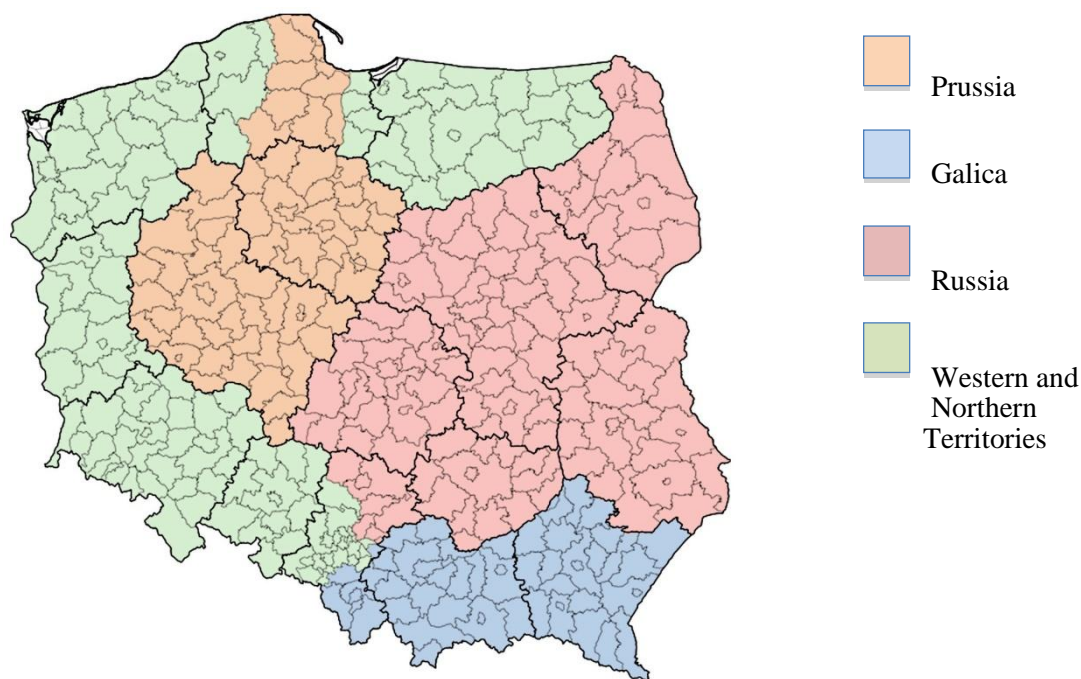 Prussia
Galica
Russia
Western and
Northern
Territories